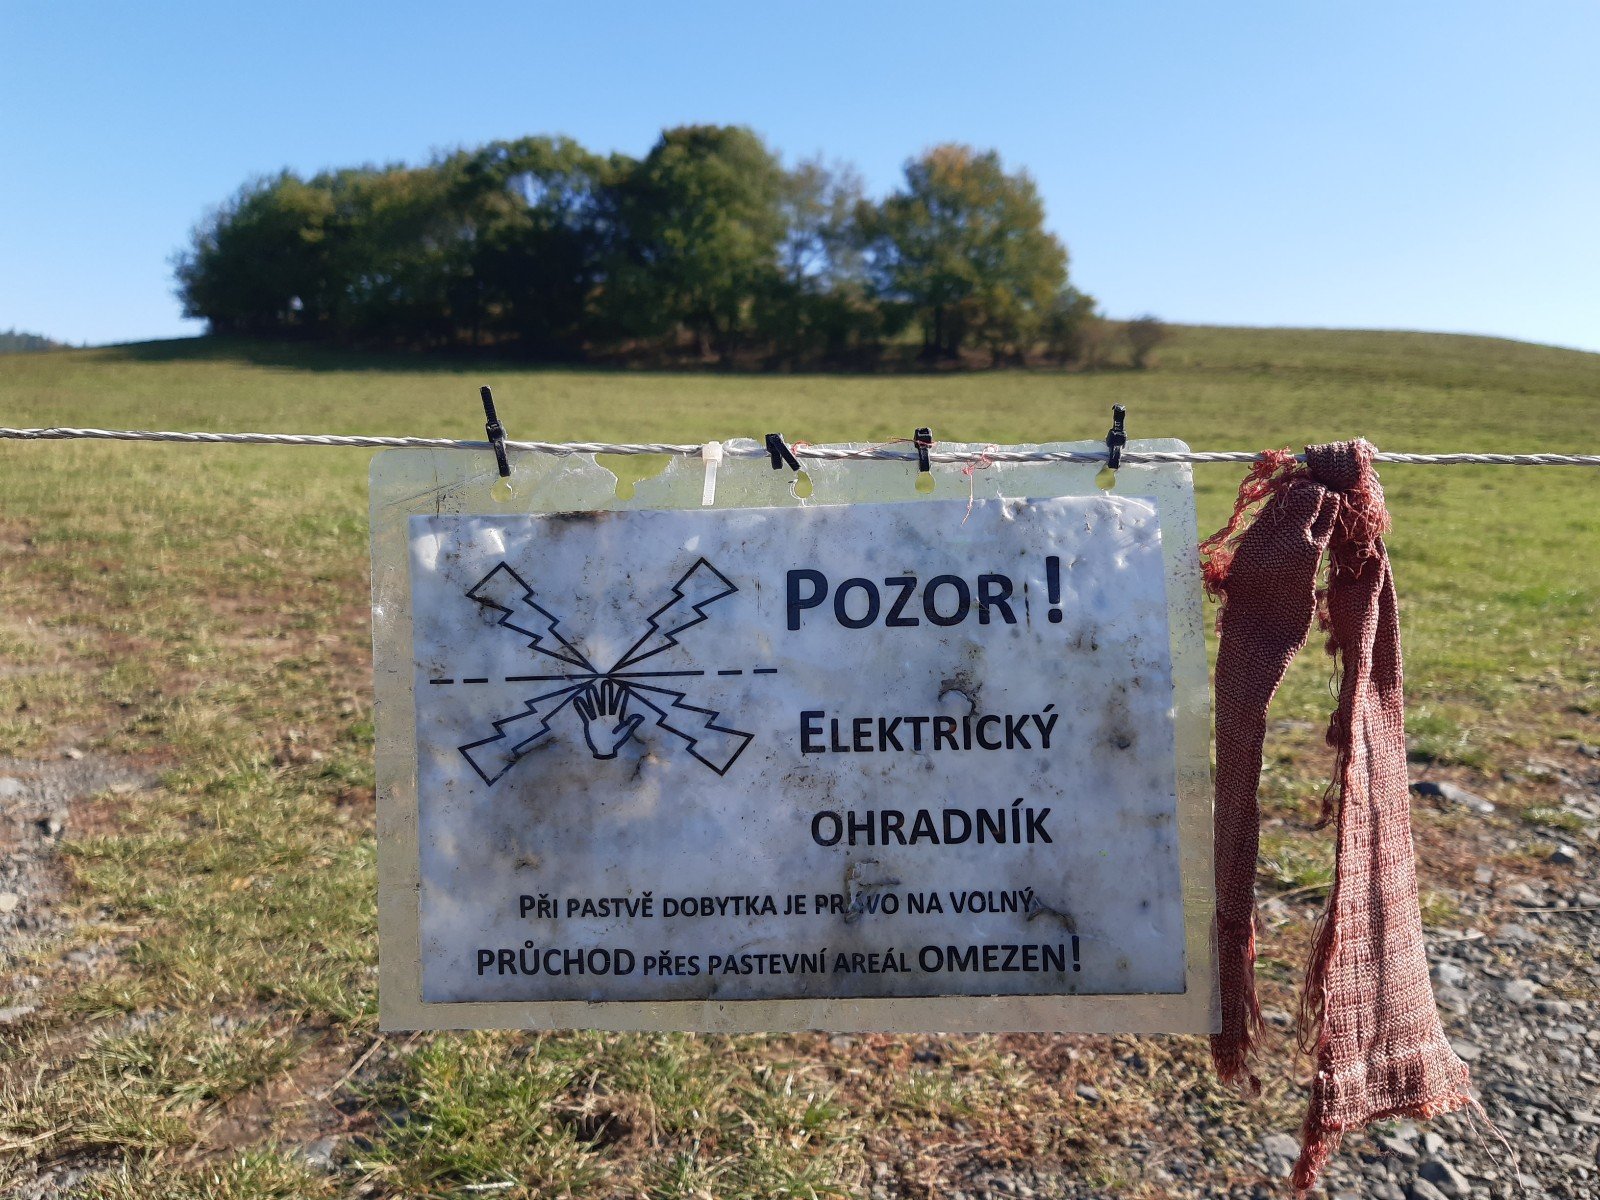 POZOR !
ELEKTRICKÝ
OHRADNÍK
PŘI PASTVĚ DOBYTKA JE PRÁVO NA VOLNÝ
PRŮCHOD PŘES PASTEVNÍ AREÁL OMEZEN!